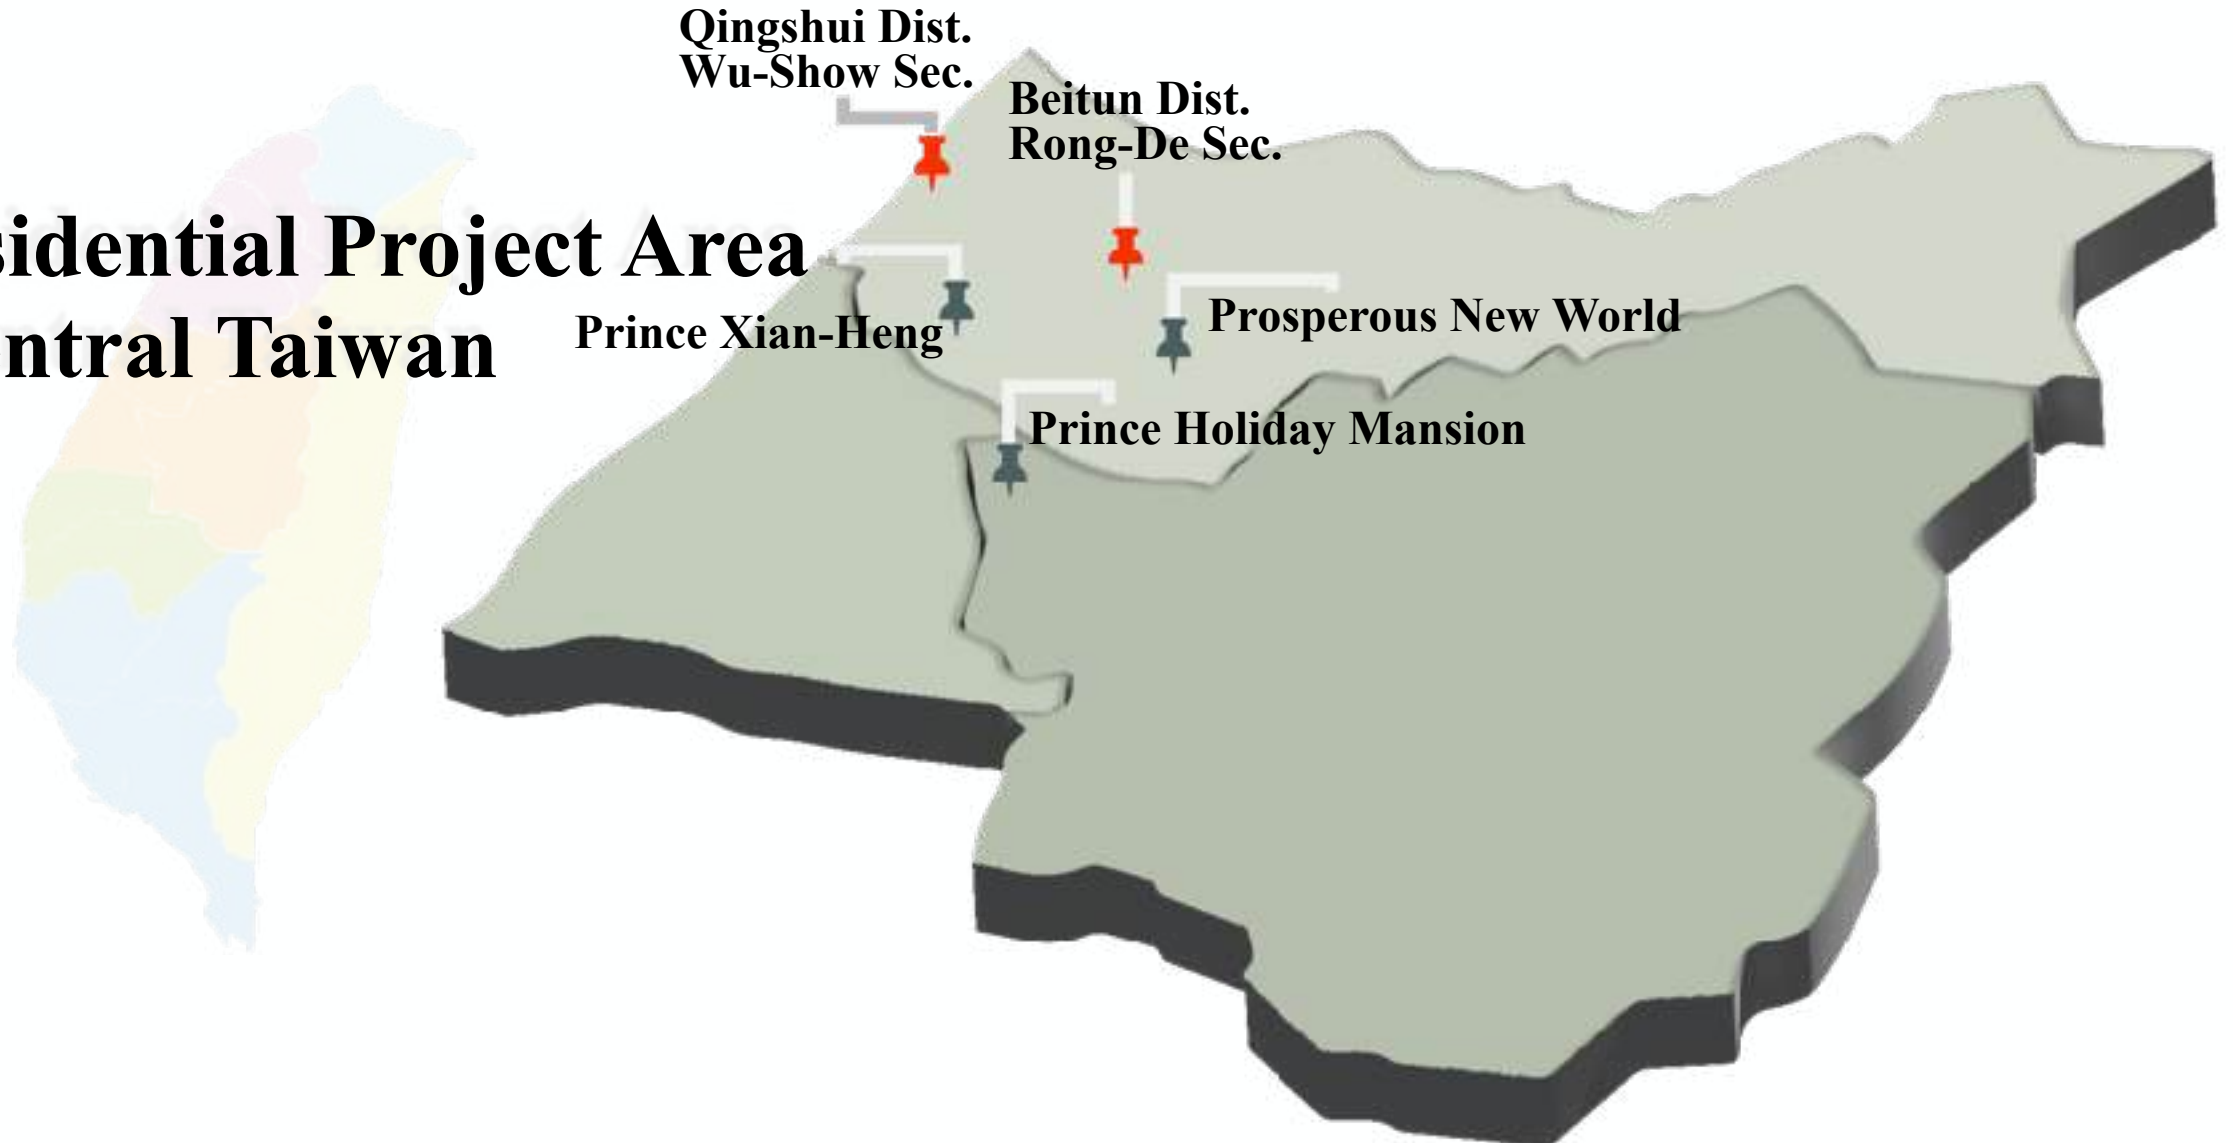 Qingshui Dist.
Wu-Show Sec.
Beitun Dist.
Rong-De Sec.
sidential Project Area
ntral Taiwan
Prince Xian-Heng
Prosperous New World
Prince Holiday Mansion